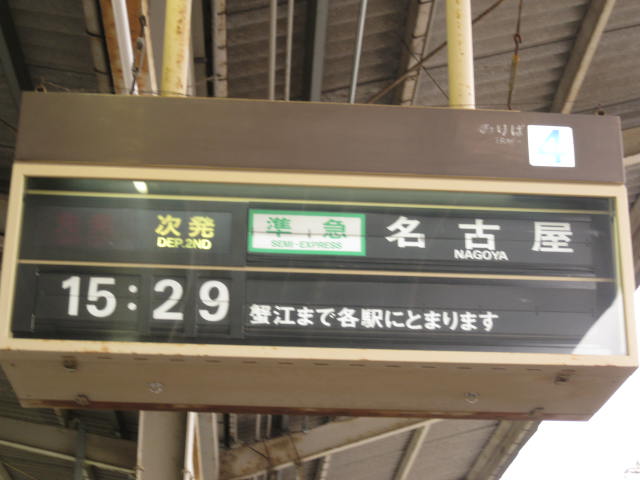 のりば 4
次発 準急 名古屋
DEP.2ND SEMI-EXPRESS NAGOYA
15:29 蟹江まで各駅にとまります